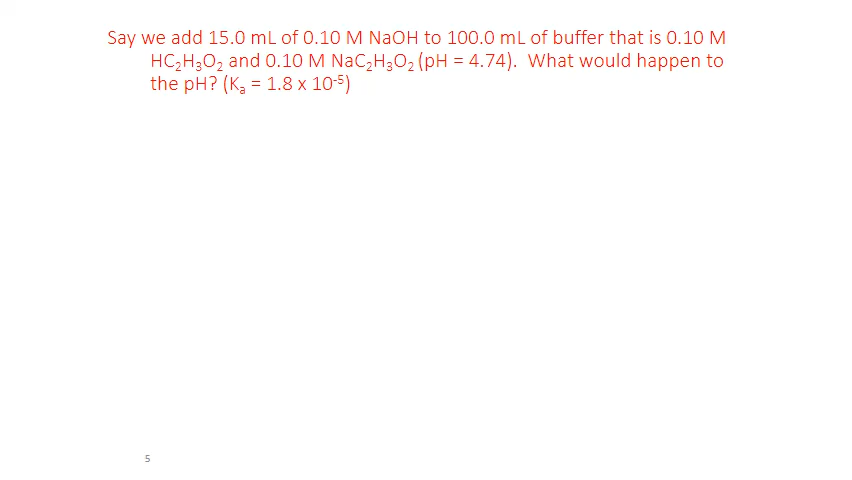 Say we add 15.0 mL of 0.10 M NaOH to 100.0 mL of buffer that is 0.10 M
HC₂H₃O₂ and 0.10 M NaC₂H₃O₂ (pH = 4.74).  What would happen to
the pH? (Kₐ = 1.8 x 10⁻⁵)
5